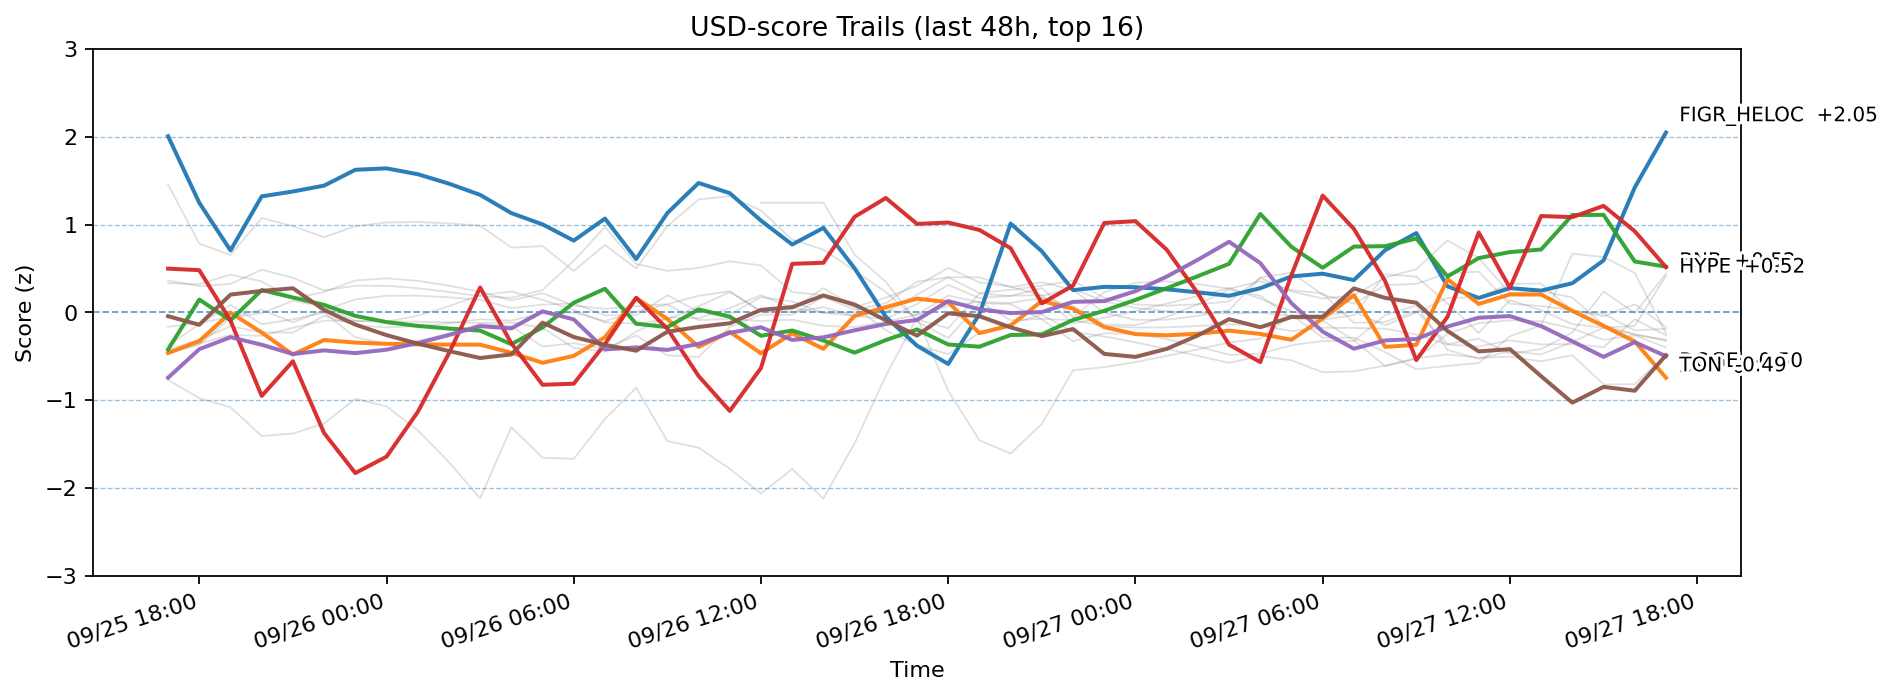 USD-score Trails (last 48h, top 16)
3
2
1
0
−1
−2
−3
Score (z)
FIGR_HELOC +2.05
HYPE +0.52
TON -0.49
09/25 18:00
09/26 00:00
09/26 06:00
09/26 12:00
09/26 18:00
09/27 00:00
09/27 06:00
09/27 12:00
09/27 18:00
Time